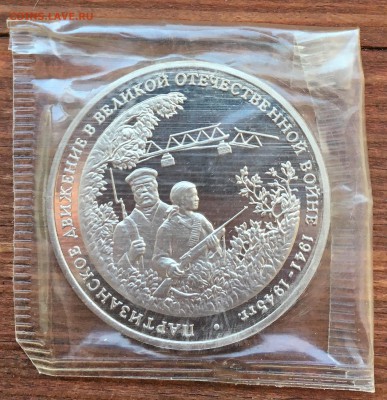 COINS.LAVE.RU
ПАРТИЗАНСКОЕ ДВИЖЕНИЕ В ВЕЛИКОЙ ОТЕЧЕСТВЕННОЙ ВОЙНЕ 1941-1945гг.